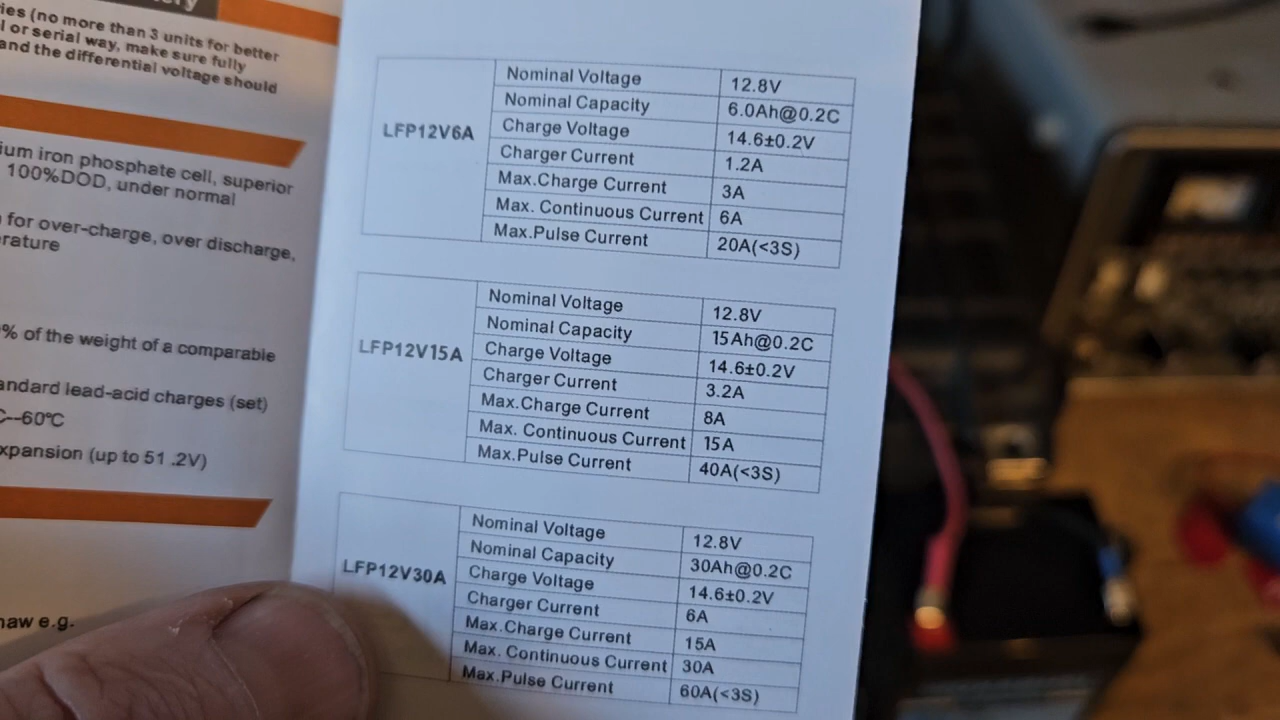 ries (no more than 3 units for better
or serial way, make sure fully
and the differential voltage should
ium iron phosphate cell, superior
100%DOD, under normal
for over-charge, over discharge,
erature
% of the weight of a comparable
andard lead-acid charges (set)
C--60℃
xpansion (up to 51 .2V)
naw e.g.
LFP12V6A
Nominal Voltage 12.8V
Nominal Capacity 6.0Ah@0.2C
Charge Voltage 14.6±0.2V
Charger Current 1.2A
Max.Charge Current 3A
Max. Continuous Current 6A
Max.Pulse Current 20A(<3S)
LFP12V15A
Nominal Voltage 12.8V
Nominal Capacity 15Ah@0.2C
Charge Voltage 14.6±0.2V
Charger Current 3.2A
Max.Charge Current 8A
Max. Continuous Current 15A
Max.Pulse Current 40A(<3S)
LFP12V30A
Nominal Voltage 12.8V
Nominal Capacity 30Ah@0.2C
Charge Voltage 14.6±0.2V
Charger Current 6A
Max.Charge Current 15A
Max. Continuous Current 30A
Max.Pulse Current 60A(<3S)